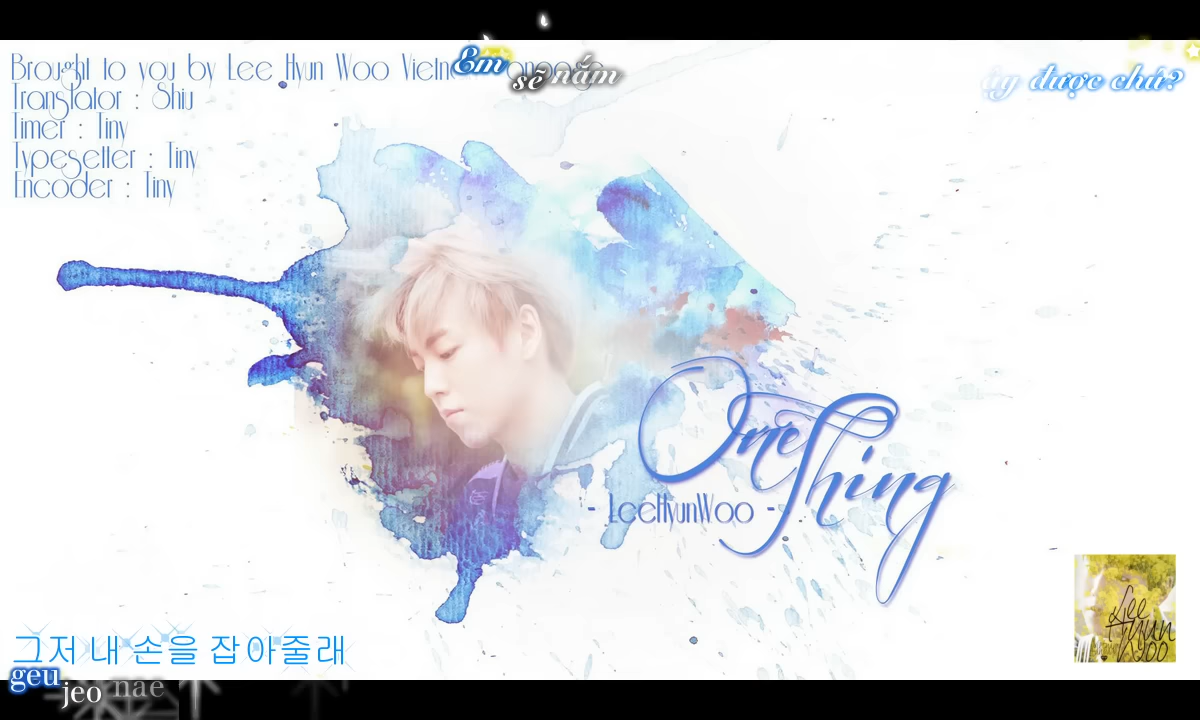 Brought to you by Lee Hyun Woo
Em sẽ nắm
được chứ?
Translator : Shiu
Timer : Tiny
Typesetter : Tiny
Encoder : Tiny
One Thing
- LeeHyunWoo -
Lee
Hyun
Woo
그저 내 손을 잡아줄래
geu jeo nae